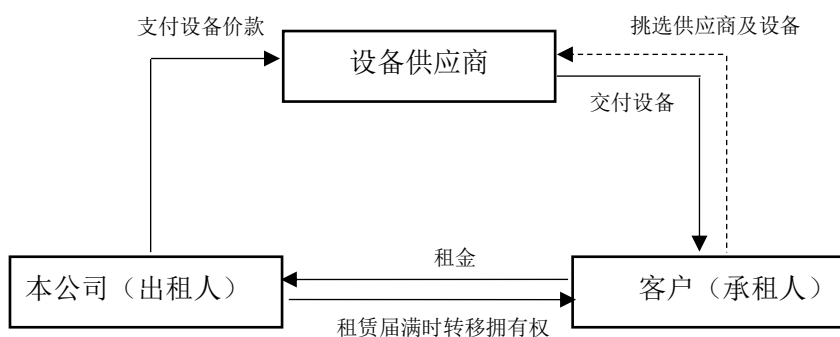 支付设备价款
挑选供应商及设备
设备供应商
交付设备
租金
本公司（出租人）
客户（承租人）
租赁届满时转移拥有权